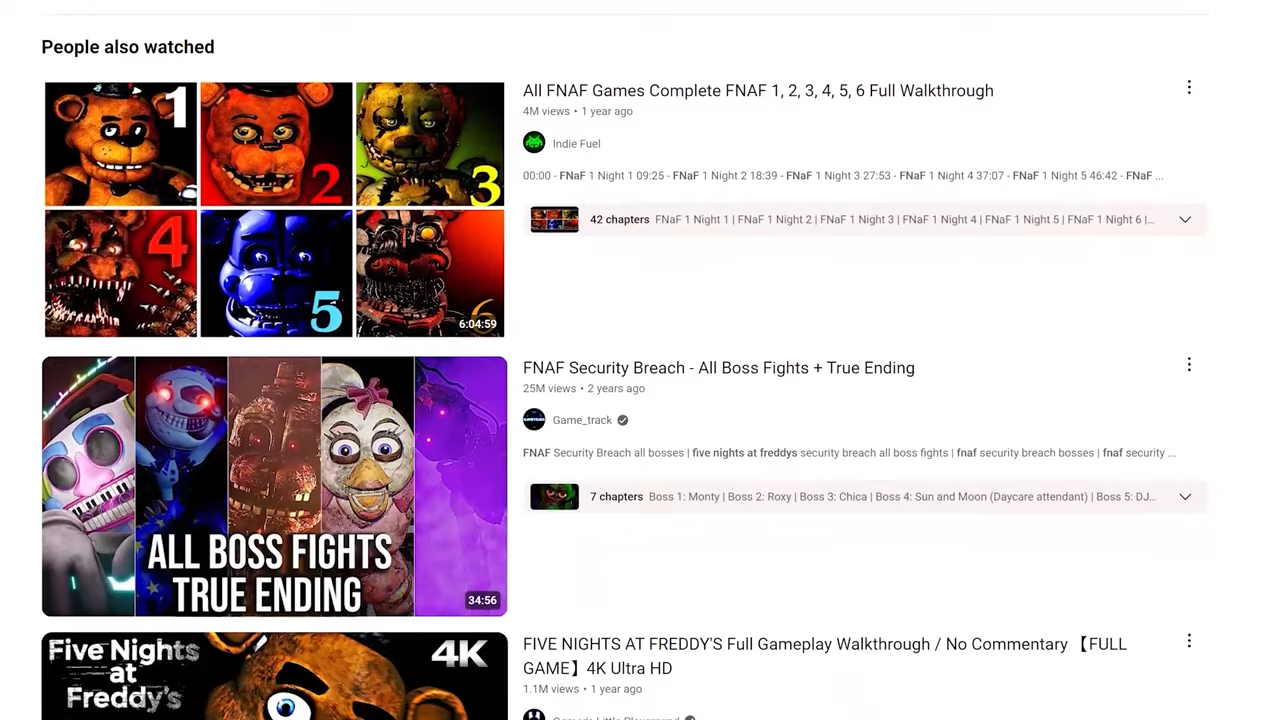 People also watched
1
2
3
4
5
6
6:04:59
All FNAF Games Complete FNAF 1, 2, 3, 4, 5, 6 Full Walkthrough
4M views • 1 year ago
Indie Fuel
00:00 - FNaF 1 Night 1 09:25 - FNaF 1 Night 2 18:39 - FNaF 1 Night 3 27:53 - FNaF 1 Night 4 37:07 - FNaF 1 Night 5 46:42 - FNaF ...
42 chapters FNaF 1 Night 1 | FNaF 1 Night 2 | FNaF 1 Night 3 | FNaF 1 Night 4 | FNaF 1 Night 5 | FNaF 1 Night 6 |...
ALL BOSS FIGHTS
TRUE ENDING
34:56
FNAF Security Breach - All Boss Fights + True Ending
25M views • 2 years ago
Game_track
FNAF Security Breach all bosses | five nights at freddys security breach all boss fights | fnaf security breach bosses | fnaf security ...
7 chapters Boss 1: Monty | Boss 2: Roxy | Boss 3: Chica | Boss 4: Sun and Moon (Daycare attendant) | Boss 5: DJ...
Five Nights
at
Freddy's
4K
FIVE NIGHTS AT FREDDY'S Full Gameplay Walkthrough / No Commentary 【FULL
GAME】4K Ultra HD
1.1M views • 1 year ago